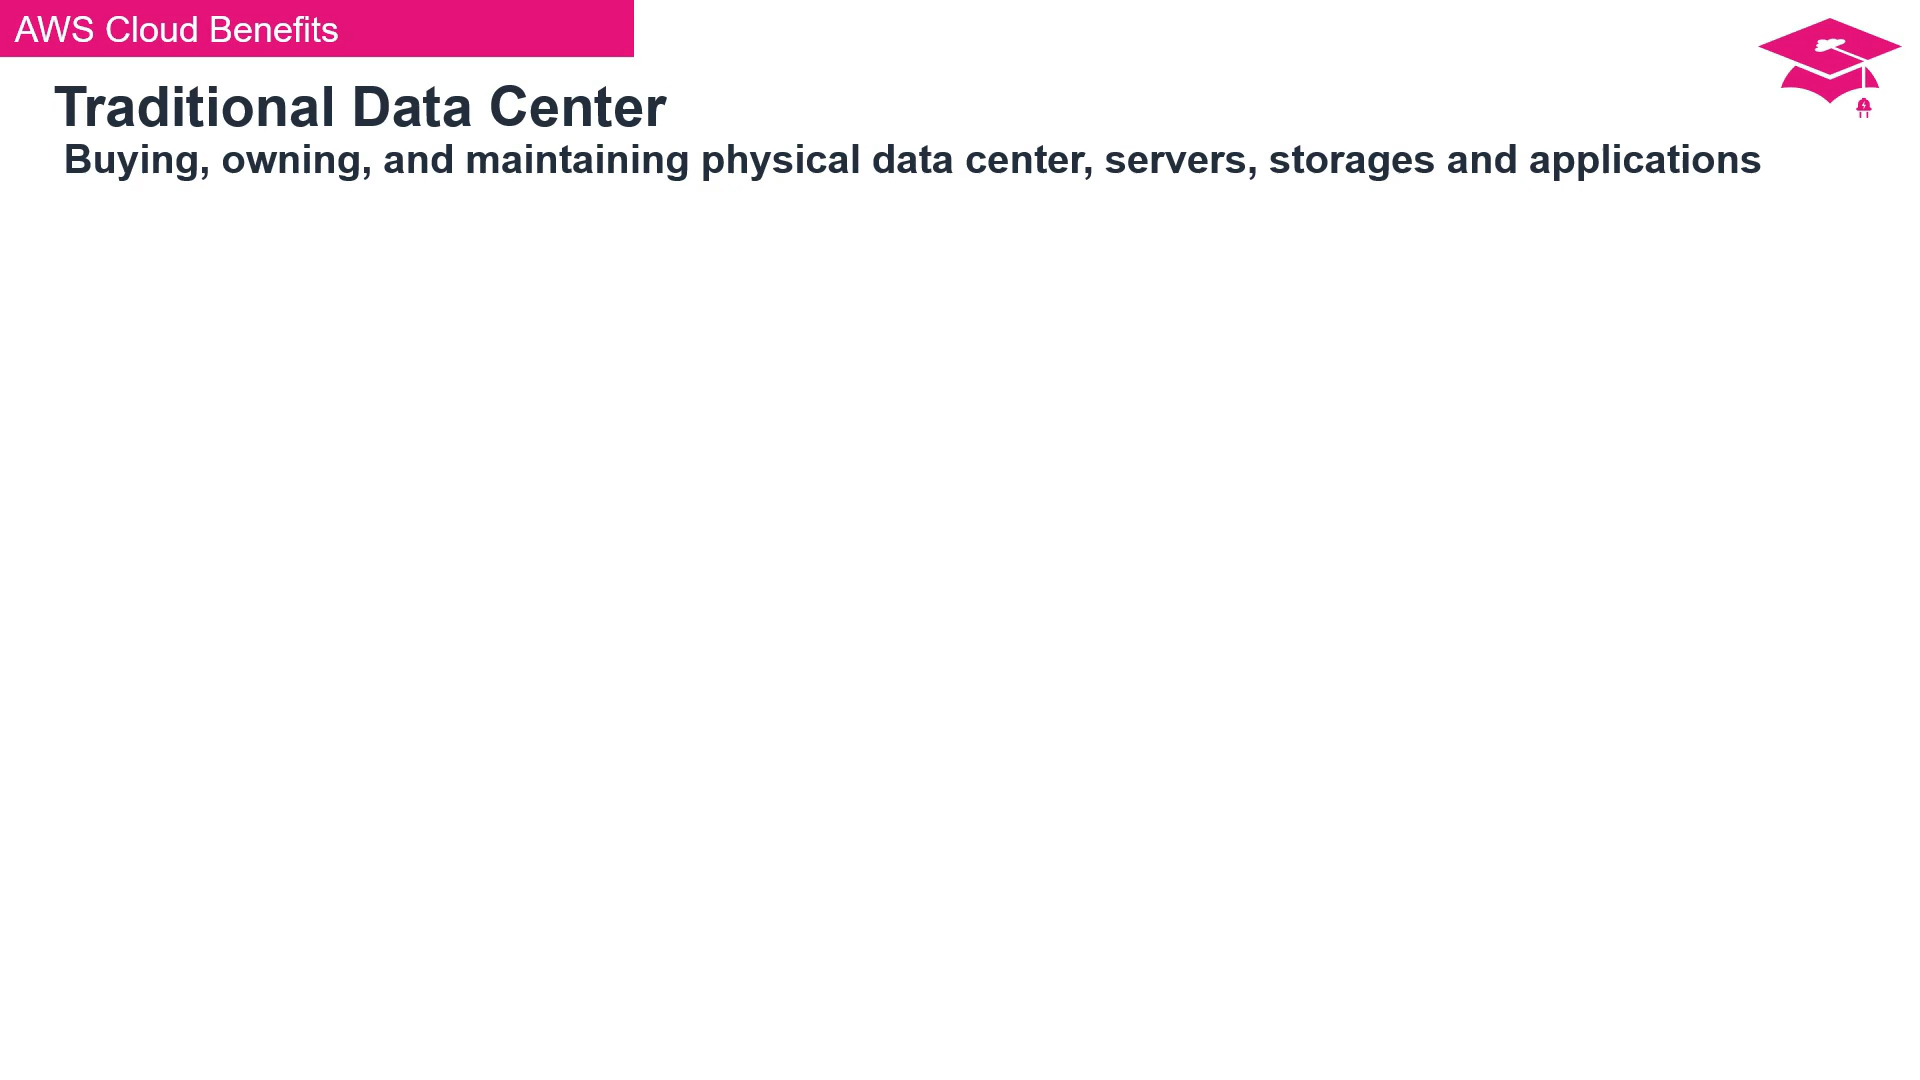 AWS Cloud Benefits
Traditional Data Center
Buying, owning, and maintaining physical data center, servers, storages and applications